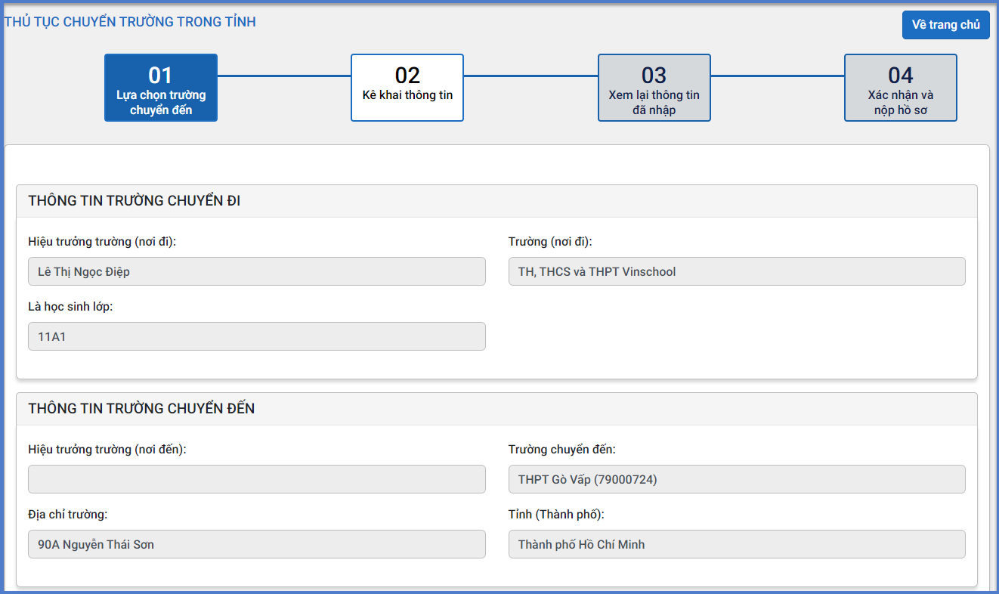 THỦ TỤC CHUYỂN TRƯỜNG TRONG TỈNH
Về trang chủ
01
Lựa chọn trường
chuyển đến
02
Kê khai thông tin
03
Xem lại thông tin
đã nhập
04
Xác nhận và
nộp hồ sơ
THÔNG TIN TRƯỜNG CHUYỂN ĐI
Hiệu trưởng trường (nơi đi):
Trường (nơi đi):
Lê Thị Ngọc Điệp
TH, THCS và THPT Vinschool
Là học sinh lớp:
11A1
THÔNG TIN TRƯỜNG CHUYỂN ĐẾN
Hiệu trưởng trường (nơi đến):
Trường chuyển đến:
THPT Gò Vấp (79000724)
Địa chỉ trường:
Tỉnh (Thành phố):
90A Nguyễn Thái Sơn
Thành phố Hồ Chí Minh